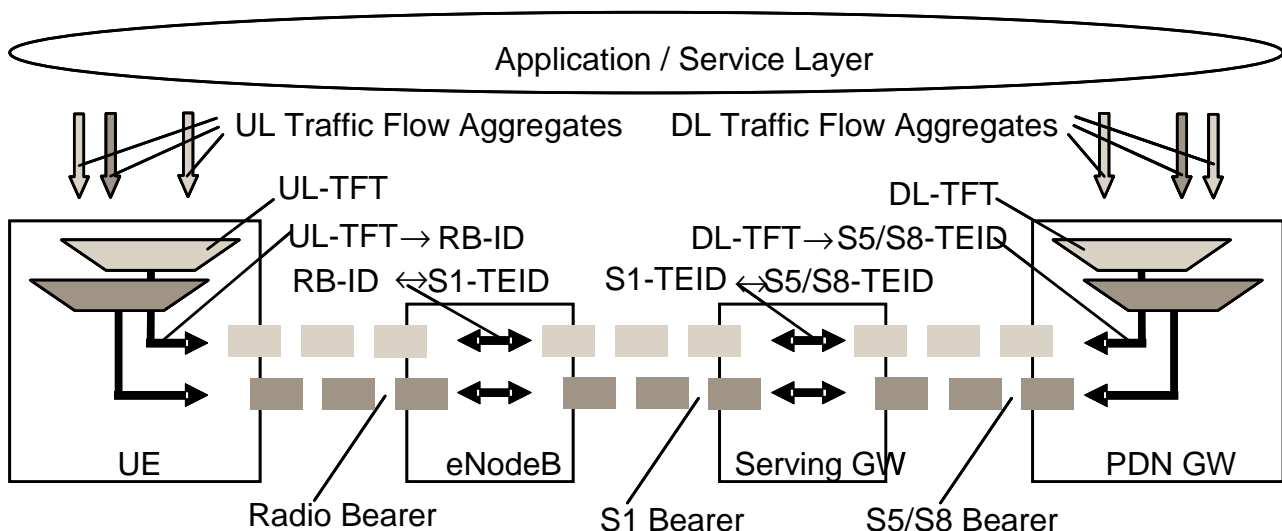 Application / Service Layer
UL Traffic Flow Aggregates
DL Traffic Flow Aggregates
UL-TFT
DL-TFT
UL-TFT→RB-ID
DL-TFT→S5/S8-TEID
RB-ID ↔S1-TEID
S1-TEID ↔S5/S8-TEID
UE
eNodeB
Serving GW
PDN GW
Radio Bearer
S1 Bearer
S5/S8 Bearer